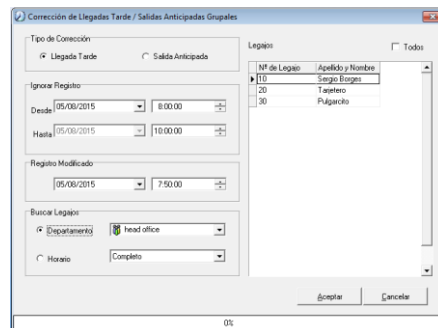 Corrección de Llegadas Tarde / Salidas Anticipadas Grupales
Tipo de Corrección
Llegada Tarde Salida Anticipada
Ignorar Registro
Desde 05/08/2015 8:00:00
Hasta 05/08/2015 10:00:00
Registro Modificado
05/08/2015 7:50:00
Buscar Legajos
Departamento head office
Horario Completo
Legajos Todos
Nº de Legajo Apellido y Nombre
10 Sergio Borges
20 Tarjetero
30 Pulgarcito
Aceptar Cancelar
0%